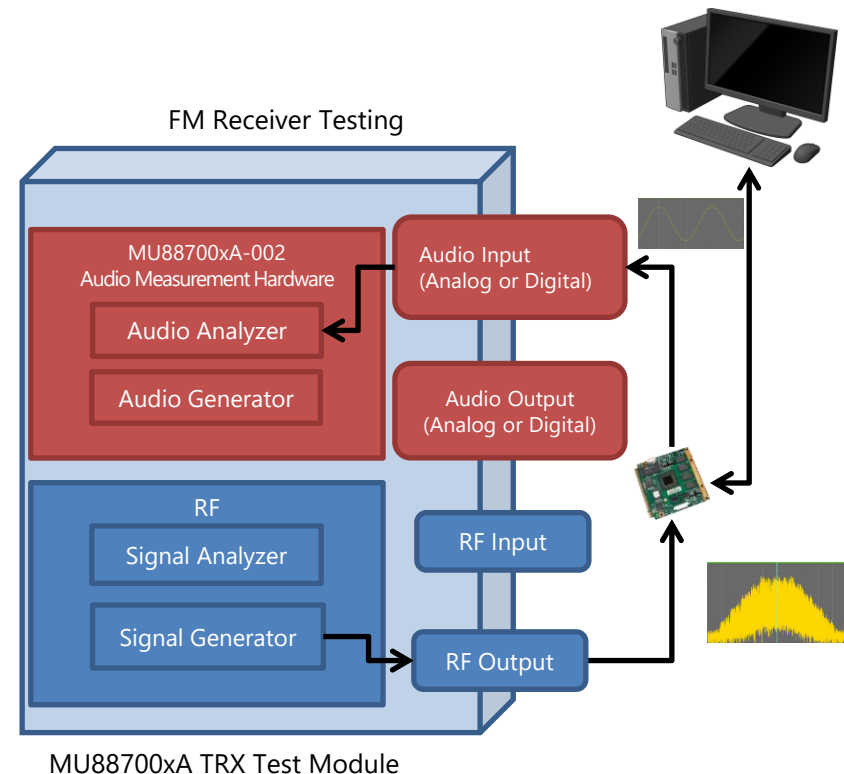 FM Receiver Testing
MU88700xA-002
Audio Measurement Hardware
Audio Analyzer
Audio Generator
Audio Input
(Analog or Digital)
Audio Output
(Analog or Digital)
RF
Signal Analyzer
Signal Generator
RF Input
RF Output
MU88700xA TRX Test Module